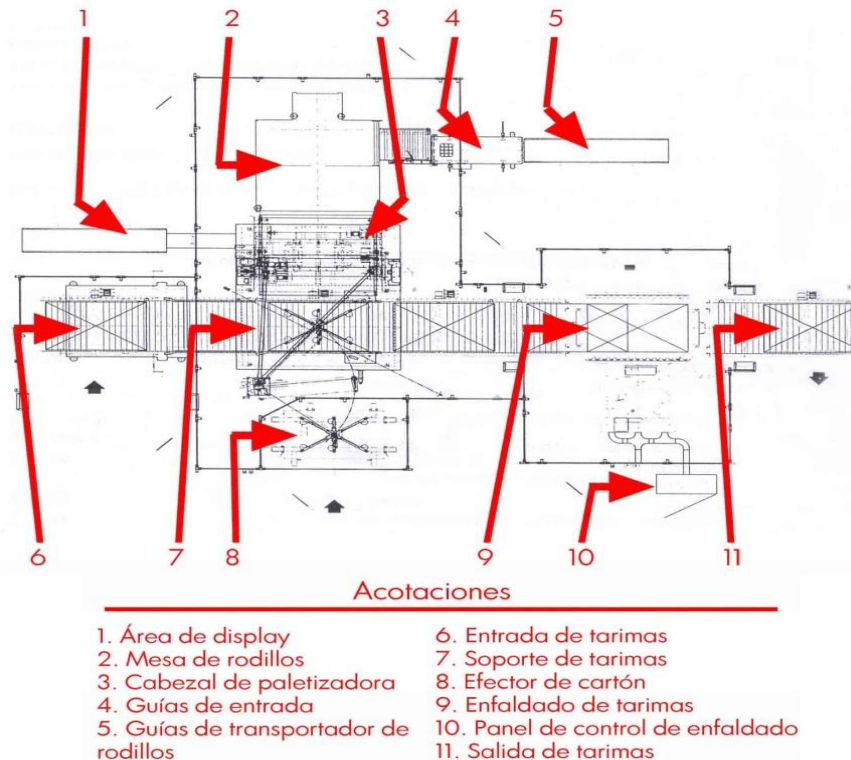 1 2 3 4 5
6 7 8 9 10 11
Acotaciones
1. Área de display
2. Mesa de rodillos
3. Cabezal de paletizadora
4. Guías de entrada
5. Guías de transportador de
rodillos
6. Entrada de tarimas
7. Soporte de tarimas
8. Efector de cartón
9. Enfaldado de tarimas
10. Panel de control de enfaldado
11. Salida de tarimas